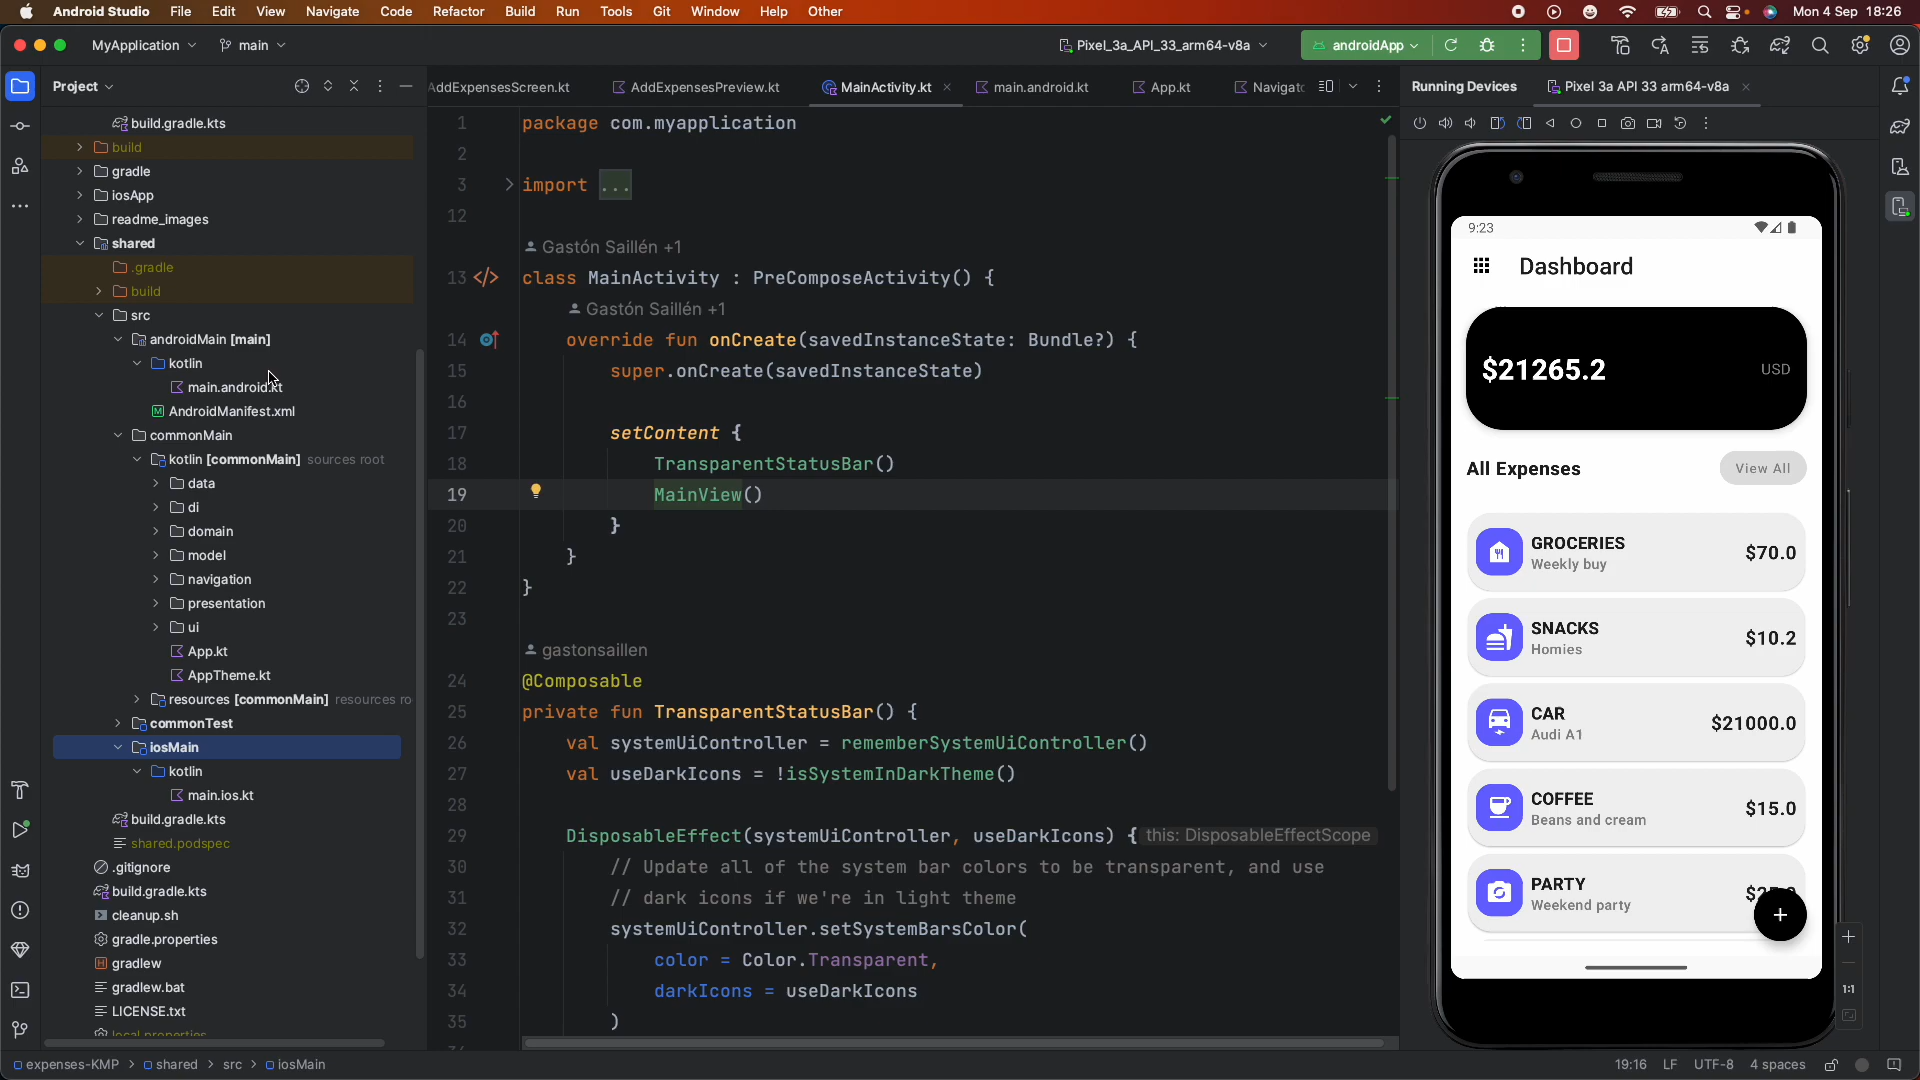 Android Studio File Edit View Navigate Code Refactor Build Run Tools Git Window Help Other Mon 4 Sep 18:26
MyApplication main Pixel_3a_API_33_arm64-v8a androidApp
Project
AddExpensesScreen.kt AddExpensesPreview.kt MainActivity.kt main.android.kt App.kt Navigatc
Running Devices Pixel 3a API 33 arm64-v8a
build.gradle.kts
build
gradle
iosApp
readme_images
shared
.gradle
build
src
androidMain [main]
kotlin
main.android.kt
AndroidManifest.xml
commonMain
kotlin [commonMain] sources root
data
di
domain
model
navigation
presentation
ui
App.kt
AppTheme.kt
resources [commonMain] resources ro
commonTest
iosMain
kotlin
main.ios.kt
build.gradle.kts
shared.podspec
.gitignore
build.gradle.kts
cleanup.sh
gradle.properties
gradlew
gradlew.bat
LICENSE.txt
local.properties
1 package com.myapplication
2
3 import ...
12
Gastón Saillén +1
13 class MainActivity : PreComposeActivity() {
Gastón Saillén +1
14 override fun onCreate(savedInstanceState: Bundle?) {
15 super.onCreate(savedInstanceState)
16
17 setContent {
18 TransparentStatusBar()
19 MainView()
20 }
21 }
22 }
23
gastonsaillen
24 @Composable
25 private fun TransparentStatusBar() {
26 val systemUiController = rememberSystemUiController()
27 val useDarkIcons = !isSystemInDarkTheme()
28
29 DisposableEffect(systemUiController, useDarkIcons) { this: DisposableEffectScope
30 // Update all of the system bar colors to be transparent, and use
31 // dark icons if we're in light theme
32 systemUiController.setSystemBarsColor(
33 color = Color.Transparent,
34 darkIcons = useDarkIcons
35 )
9:23
Dashboard
$21265.2 USD
All Expenses View All
GROCERIES
Weekly buy
$70.0
SNACKS
Homies
$10.2
CAR
Audi A1
$21000.0
COFFEE
Beans and cream
$15.0
PARTY
Weekend party
+
1:1
expenses-KMP > shared > src > iosMain
19:16 LF UTF-8 4 spaces